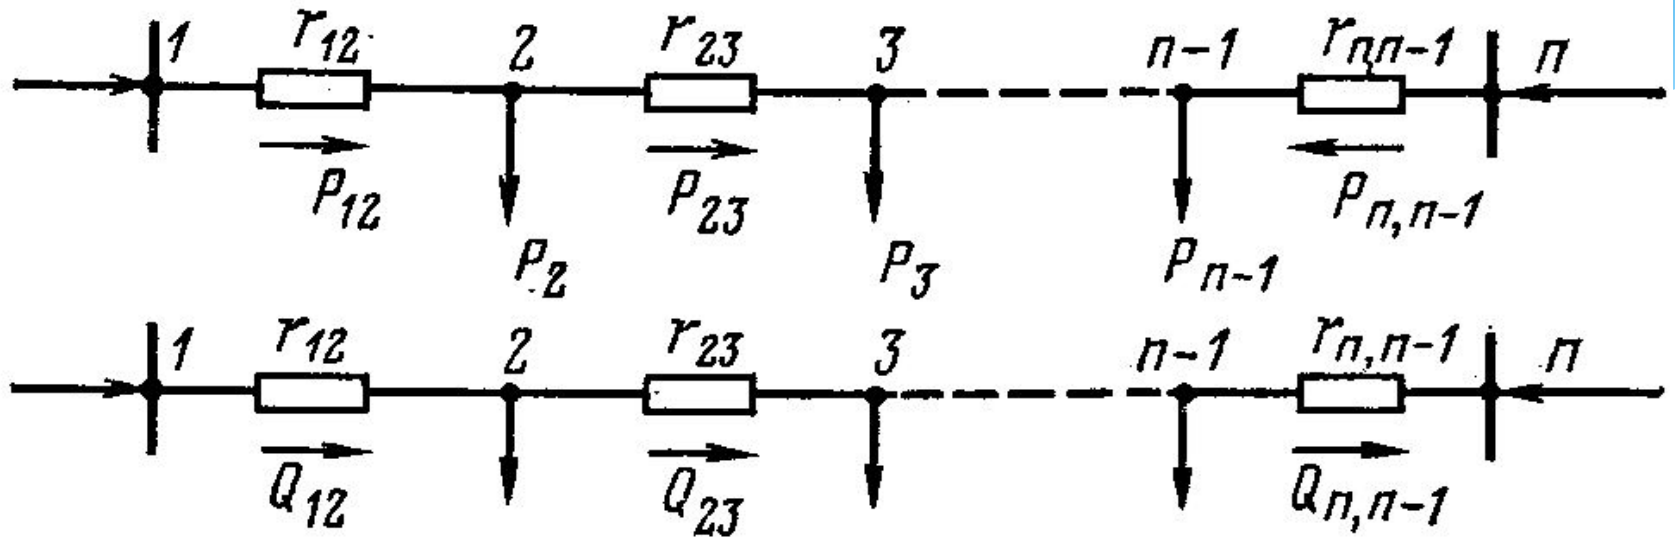 1 r12 2 r23 3 n-1 rn,n-1 n
P12 P23 Pn,n-1
P2 P3 Pn-1
1 r12 2 r23 3 n-1 rn,n-1 n
Q12 Q23 Qn,n-1